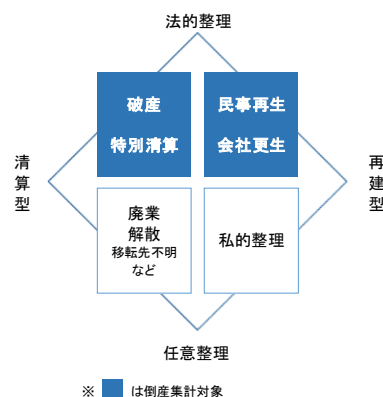 法的整理
破産
特別清算
民事再生
会社更生
清算型
再建型
廃業
解散
移転先不明
など
私的整理
任意整理
※ は倒産集計対象